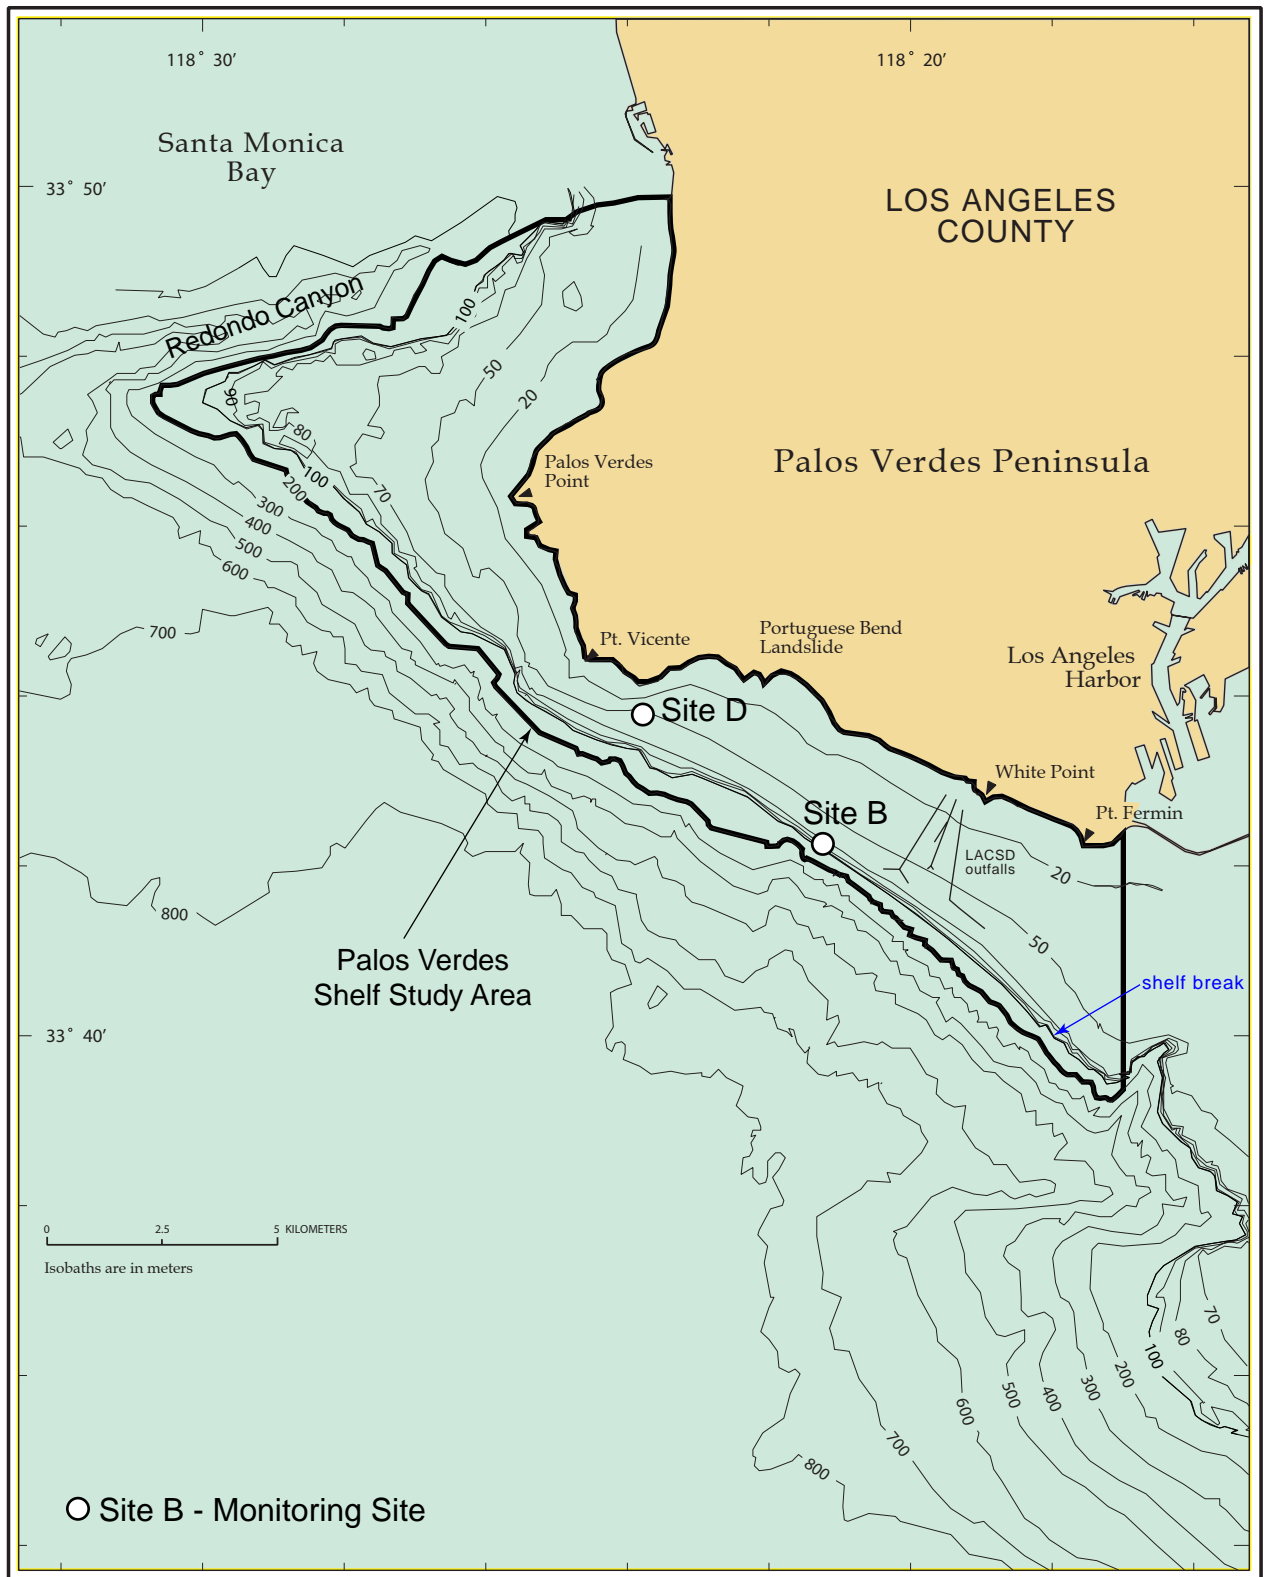 118° 30′
118° 20′
Santa Monica
Bay
33° 50′
LOS ANGELES
COUNTY
Redondo Canyon
100
50
20
90
80
100
200
70
300
400
500
600
700
Palos Verdes
Point
Palos Verdes Peninsula
Pt. Vicente
Portuguese Bend
Landslide
Los Angeles
Harbor
Site D
White Point
Site B
Pt. Fermin
LACSD
outfalls
20
800
50
Palos Verdes
Shelf Study Area
shelf break
33° 40′
0
2.5
5 KILOMETERS
Isobaths are in meters
70
80
100
200
300
400
500
600
700
800
Site B - Monitoring Site